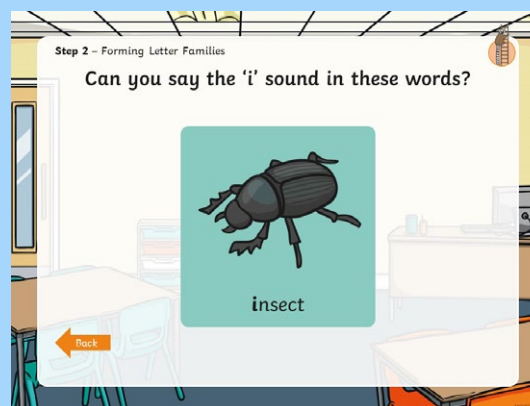 Step 2 – Forming Letter Families
Can you say the ‘i’ sound in these words?
insect
Back